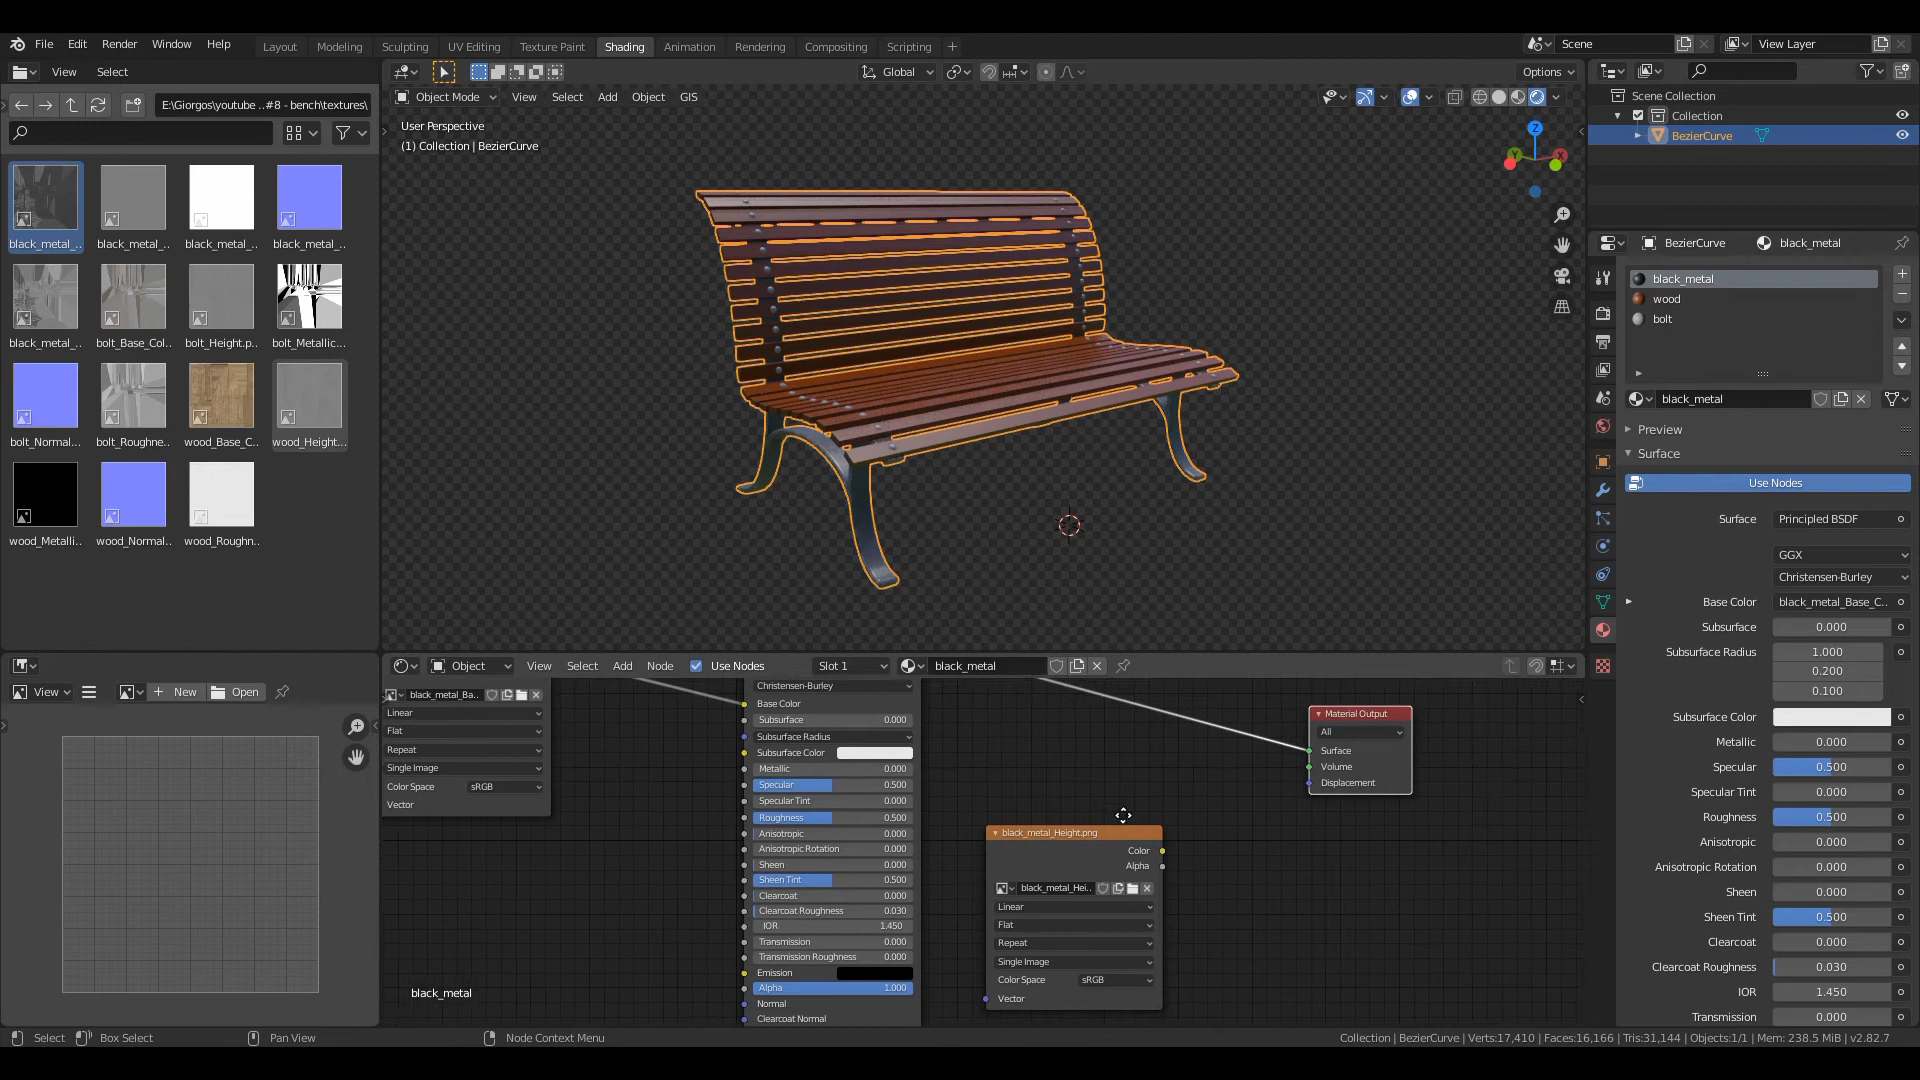 File Edit Render Window Help
Layout Modeling Sculpting UV Editing Texture Paint Shading Animation Rendering Compositing Scripting +
Scene
View Layer
View Select
Global
Options
E:\Giorgos\youtube ..#8 - bench\textures\
Object Mode View Select Add Object GIS
User Perspective
(1) Collection | BezierCurve
Z
Y
X
black_metal_..
black_metal_..
black_metal_..
black_metal_..
black_metal_..
bolt_Base_Col..
bolt_Height.p..
bolt_Metallic...
bolt_Normal...
bolt_Roughne..
wood_Base_C..
wood_Height...
wood_Metalli..
wood_Normal..
wood_Roughn..
View
New
Open
Object View Select Add Node Use Nodes Slot 1 black_metal
black_metal_Ba..
Linear
Flat
Repeat
Single Image
Color Space sRGB
Vector
Christensen-Burley
Base Color
Subsurface 0.000
Subsurface Radius
Subsurface Color
Metallic 0.000
Specular 0.500
Specular Tint 0.000
Roughness 0.500
Anisotropic 0.000
Anisotropic Rotation 0.000
Sheen 0.000
Sheen Tint 0.500
Clearcoat 0.000
Clearcoat Roughness 0.030
IOR 1.450
Transmission 0.000
Transmission Roughness 0.000
Emission
Alpha 1.000
Normal
Clearcoat Normal
black_metal_Height.png
Color
Alpha
black_metal_Hei..
Linear
Flat
Repeat
Single Image
Color Space sRGB
Vector
Material Output
All
Surface
Volume
Displacement
black_metal
Scene Collection
Collection
BezierCurve
BezierCurve black_metal
black_metal
wood
bolt
black_metal
Preview
Surface
Use Nodes
Surface Principled BSDF
GGX
Christensen-Burley
Base Color black_metal_Base_C..
Subsurface 0.000
Subsurface Radius 1.000
0.200
0.100
Subsurface Color
Metallic 0.000
Specular 0.500
Specular Tint 0.000
Roughness 0.500
Anisotropic 0.000
Anisotropic Rotation 0.000
Sheen 0.000
Sheen Tint 0.500
Clearcoat 0.000
Clearcoat Roughness 0.030
IOR 1.450
Transmission 0.000
Select Box Select Pan View Node Context Menu
Collection | BezierCurve | Verts:17,410 | Faces:16,166 | Tris:31,144 | Objects:1/1 | Mem: 238.5 MiB | v2.82.7